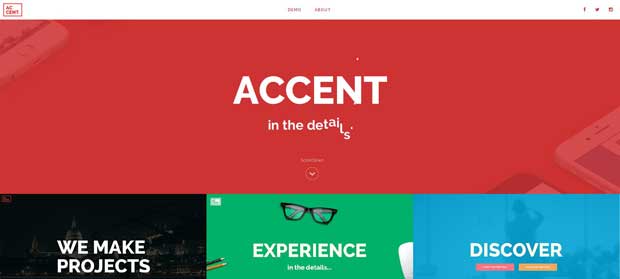 AC
CENT
DEMO ABOUT
ACCENT
in the details
Scroll Down
WE MAKE
PROJECTS
EXPERIENCE
in the details...
DISCOVER